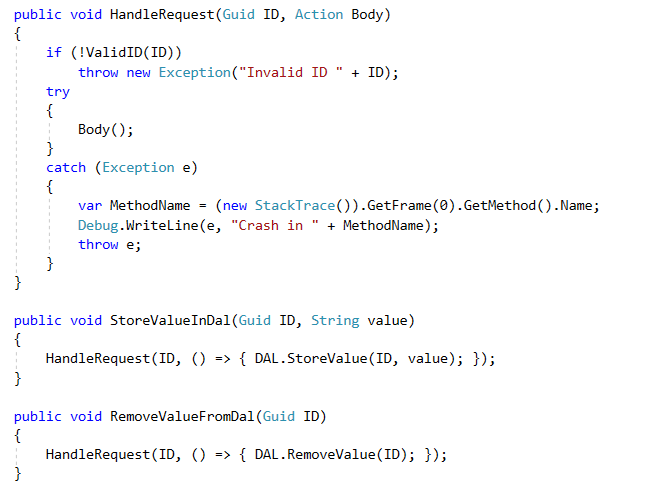 public void HandleRequest(Guid ID, Action Body)
{
    if (!ValidID(ID))
        throw new Exception("Invalid ID " + ID);
    try
    {
        Body();
    }
    catch (Exception e)
    {
        var MethodName = (new StackTrace()).GetFrame(0).GetMethod().Name;
        Debug.WriteLine(e, "Crash in " + MethodName);
        throw e;
    }
}

public void StoreValueInDal(Guid ID, String value)
{
    HandleRequest(ID, () => { DAL.StoreValue(ID, value); });
}

public void RemoveValueFromDal(Guid ID)
{
    HandleRequest(ID, () => { DAL.RemoveValue(ID); });
}